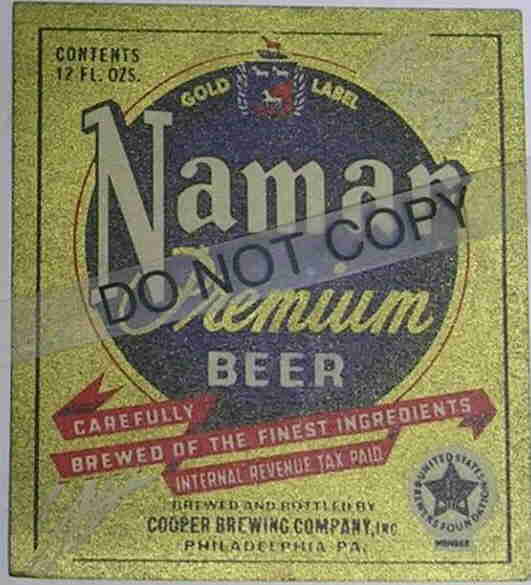 CONTENTS
12 FL. OZS.
GOLD LABEL
Namar
DO NOT COPY
Premium
BEER
CAREFULLY
BREWED OF THE FINEST INGREDIENTS
INTERNAL REVENUE TAX PAID
BREWED AND BOTTLED BY
COOPER BREWING COMPANY, INC
PHILADELPHIA PA.
UNITED STATES
BREWERS FOUNDATION
MEMBER